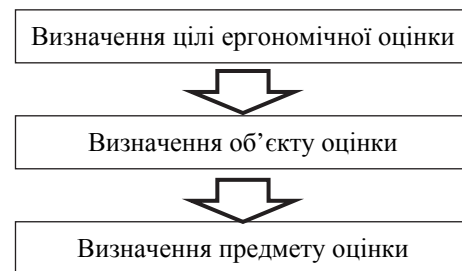 Визначення цілі ергономічної оцінки
Визначення об’єкту оцінки
Визначення предмету оцінки